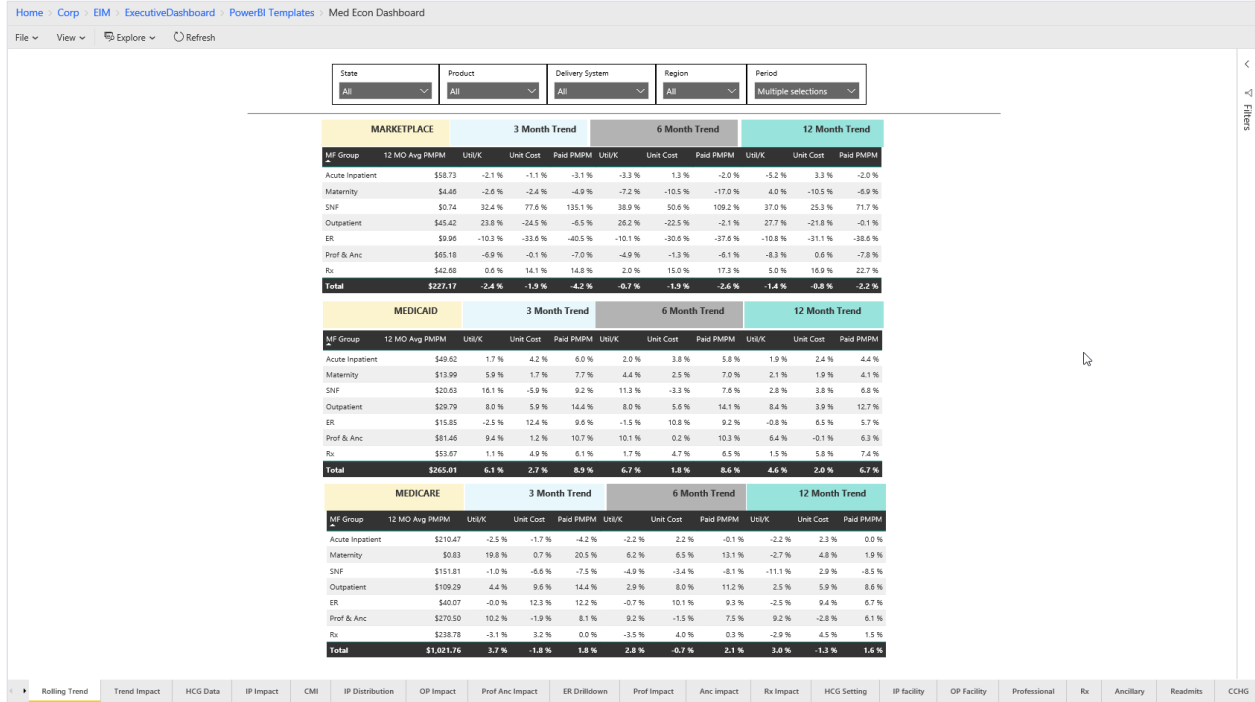 Home > Corp > EIM > ExecutiveDashboard > PowerBI Templates > Med Econ Dashboard
File View Explore Refresh
State Product Delivery System Region Period
All All All All Multiple selections
Filters
MARKETPLACE 3 Month Trend 6 Month Trend 12 Month Trend
MF Group 12 MO Avg PMPM Util/K Unit Cost Paid PMPM Util/K Unit Cost Paid PMPM Util/K Unit Cost Paid PMPM
Acute Inpatient $58.73 -2.1 % -1.1 % -3.1 % -3.3 % 1.3 % -2.0 % -5.2 % 3.3 % -2.0 %
Maternity $4.46 -2.6 % -2.4 % -4.9 % -7.2 % -10.5 % -17.0 % 4.0 % -10.5 % -6.9 %
SNF $0.74 32.4 % 77.6 % 135.1 % 38.9 % 50.6 % 109.2 % 37.0 % 25.3 % 71.7 %
Outpatient $45.42 23.8 % -24.5 % -6.5 % 26.2 % -22.5 % -2.1 % 27.7 % -21.8 % -0.1 %
ER $9.96 -10.3 % -33.6 % -40.5 % -10.1 % -30.6 % -37.6 % -10.8 % -31.1 % -38.6 %
Prof & Anc $65.18 -6.9 % -0.1 % -7.0 % -4.9 % -1.3 % -6.1 % -8.3 % 0.6 % -7.8 %
Rx $42.68 0.6 % 14.1 % 14.8 % 2.0 % 15.0 % 17.3 % 5.0 % 16.9 % 22.7 %
Total $227.17 -2.4 % -1.9 % -4.2 % -0.7 % -1.9 % -2.6 % -1.4 % -0.8 % -2.2 %
MEDICAID 3 Month Trend 6 Month Trend 12 Month Trend
MF Group 12 MO Avg PMPM Util/K Unit Cost Paid PMPM Util/K Unit Cost Paid PMPM Util/K Unit Cost Paid PMPM
Acute Inpatient $49.62 1.7 % 4.2 % 6.0 % 2.0 % 3.8 % 5.8 % 1.9 % 2.4 % 4.4 %
Maternity $13.99 5.9 % 1.7 % 7.7 % 4.4 % 2.5 % 7.0 % 2.1 % 1.9 % 4.1 %
SNF $20.63 16.1 % -5.9 % 9.2 % 11.3 % -3.3 % 7.6 % 2.8 % 3.8 % 6.8 %
Outpatient $29.79 8.0 % 5.9 % 14.4 % 8.0 % 5.6 % 14.1 % 8.4 % 3.9 % 12.7 %
ER $15.85 -2.5 % 12.4 % 9.6 % -1.5 % 10.8 % 9.2 % -0.8 % 6.5 % 5.7 %
Prof & Anc $81.46 9.4 % 1.2 % 10.7 % 10.1 % 0.2 % 10.3 % 6.4 % -0.1 % 6.3 %
Rx $53.67 1.1 % 4.9 % 6.1 % 1.7 % 4.7 % 6.5 % 1.5 % 5.8 % 7.4 %
Total $265.01 6.1 % 2.7 % 8.9 % 6.7 % 1.8 % 8.6 % 4.6 % 2.0 % 6.7 %
MEDICARE 3 Month Trend 6 Month Trend 12 Month Trend
MF Group 12 MO Avg PMPM Util/K Unit Cost Paid PMPM Util/K Unit Cost Paid PMPM Util/K Unit Cost Paid PMPM
Acute Inpatient $210.47 -2.5 % -1.7 % -4.2 % -2.2 % 2.2 % -0.1 % -2.2 % 2.3 % 0.0 %
Maternity $0.83 19.8 % 0.7 % 20.5 % 6.2 % 6.5 % 13.1 % -2.7 % 4.8 % 1.9 %
SNF $151.81 -1.0 % -6.6 % -7.5 % -4.9 % -3.4 % -8.1 % -11.1 % 2.9 % -8.5 %
Outpatient $109.29 4.4 % 9.6 % 14.4 % 2.9 % 8.0 % 11.2 % 2.5 % 5.9 % 8.6 %
ER $40.07 -0.0 % 12.3 % 12.2 % -0.7 % 10.1 % 9.3 % -2.5 % 9.4 % 6.7 %
Prof & Anc $270.50 10.2 % -1.9 % 8.1 % 9.2 % -1.5 % 7.5 % 9.2 % -2.8 % 6.1 %
Rx $238.78 -3.1 % 3.2 % 0.0 % -3.5 % 4.0 % 0.3 % -2.9 % 4.5 % 1.5 %
Total $1,021.76 3.7 % -1.8 % 1.8 % 2.8 % -0.7 % 2.1 % 3.0 % -1.3 % 1.6 %
Rolling Trend Trend Impact HCG Data IP Impact CMI IP Distribution OP Impact Prof Anc Impact ER Drilldown Prof Impact Anc impact Rx Impact HCG Setting IP facility OP Facility Professional Rx Ancillary Readmits CCHG